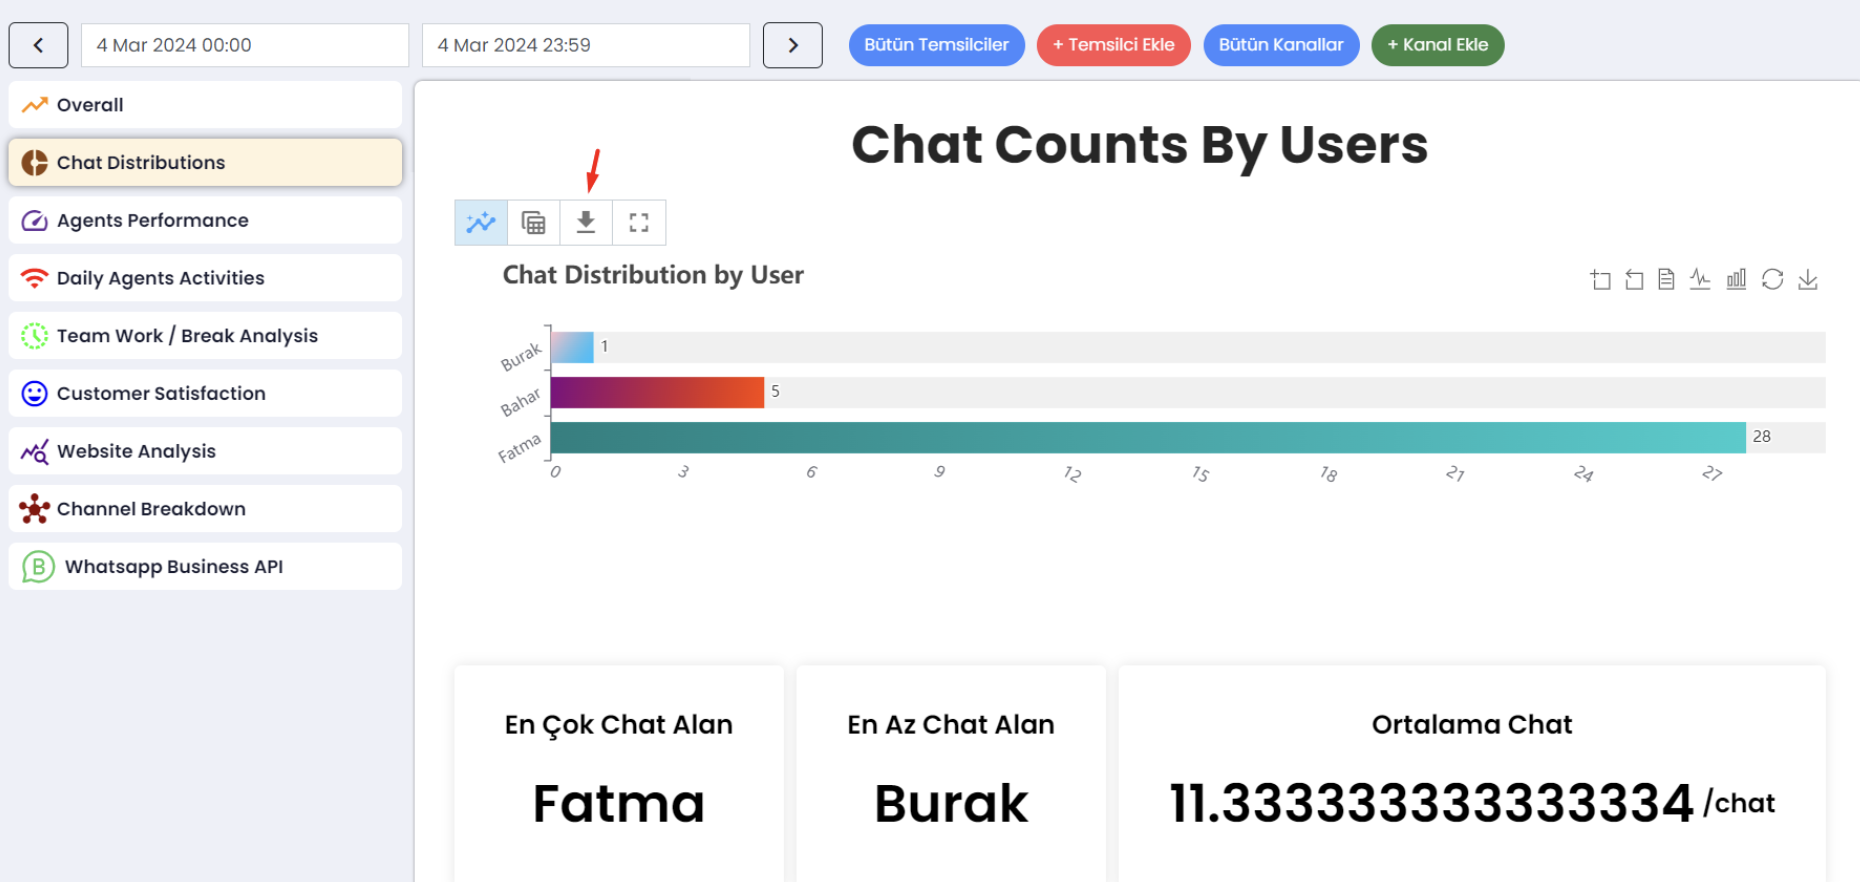 4 Mar 2024 00:00
4 Mar 2024 23:59
Bütün Temsilciler
+ Temsilci Ekle
Bütün Kanallar
+ Kanal Ekle
Overall
Chat Distributions
Agents Performance
Daily Agents Activities
Team Work / Break Analysis
Customer Satisfaction
Website Analysis
Channel Breakdown
B
Whatsapp Business API
Chat Counts By Users
Chat Distribution by User
Burak
1
Bahar
5
Fatma
28
0 3 6 9 12 15 18 21 24 27
En Çok Chat Alan
Fatma
En Az Chat Alan
Burak
Ortalama Chat
11.333333333333334 /chat